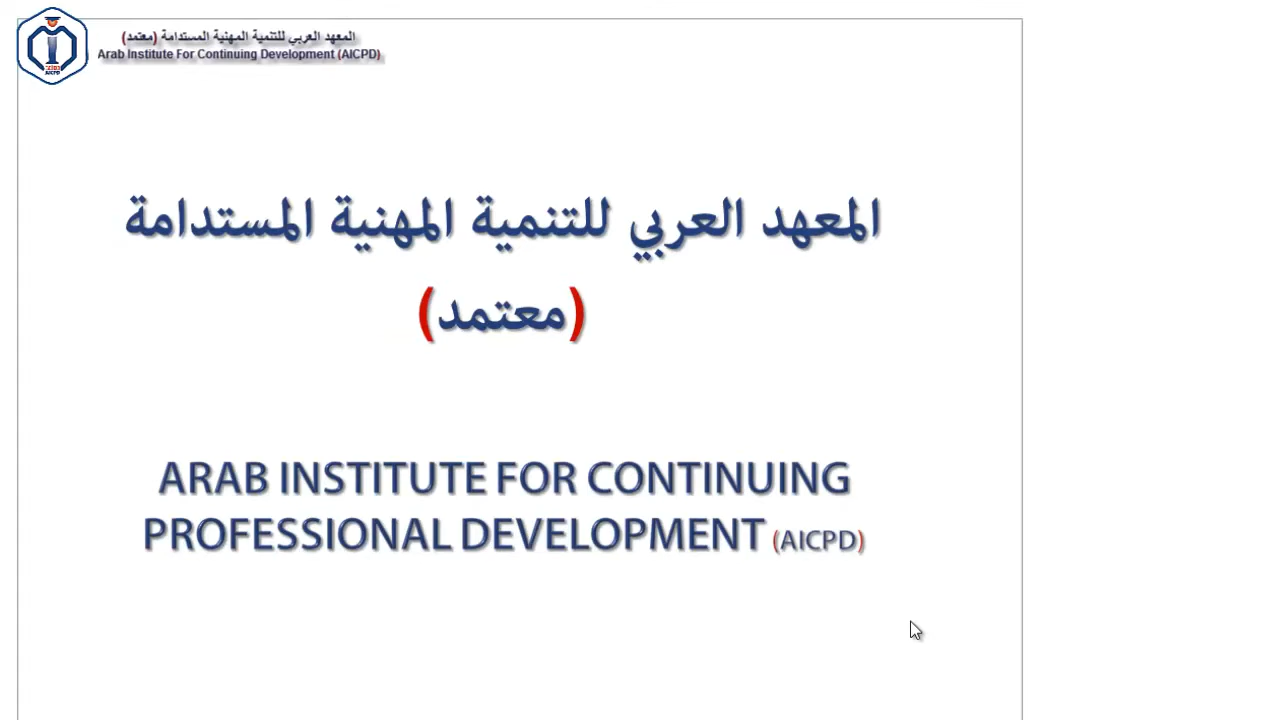 المعهد العربي للتنمية المهنية المستدامة (معتمد)
Arab Institute For Continuing Development (AICPD)
المعهد العربي للتنمية المهنية المستدامة
(معتمد)
ARAB INSTITUTE FOR CONTINUING
PROFESSIONAL DEVELOPMENT (AICPD)
AICPD